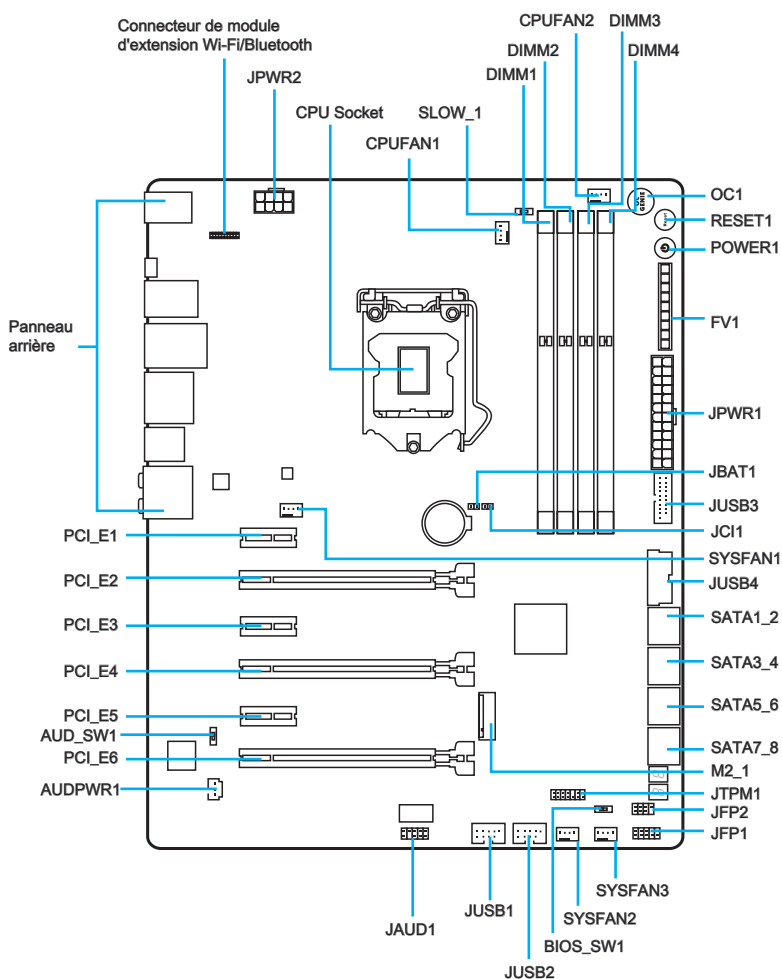 Connecteur de module
d'extension Wi-Fi/Bluetooth
JPWR2
CPU Socket
CPUFAN1
SLOW_1
DIMM1
DIMM2
CPUFAN2
DIMM3
DIMM4
OC1
GENIE
RESET1
Reset
POWER1
FV1
Panneau
arrière
JPWR1
JBAT1
JUSB3
JCI1
SYSFAN1
JUSB4
PCI_E1
PCI_E2
PCI_E3
PCI_E4
PCI_E5
AUD_SW1
PCI_E6
AUDPWR1
SATA1_2
SATA3_4
SATA5_6
SATA7_8
M2_1
JTPM1
JFP2
JFP1
SYSFAN3
SYSFAN2
BIOS_SW1
JUSB2
JUSB1
JAUD1